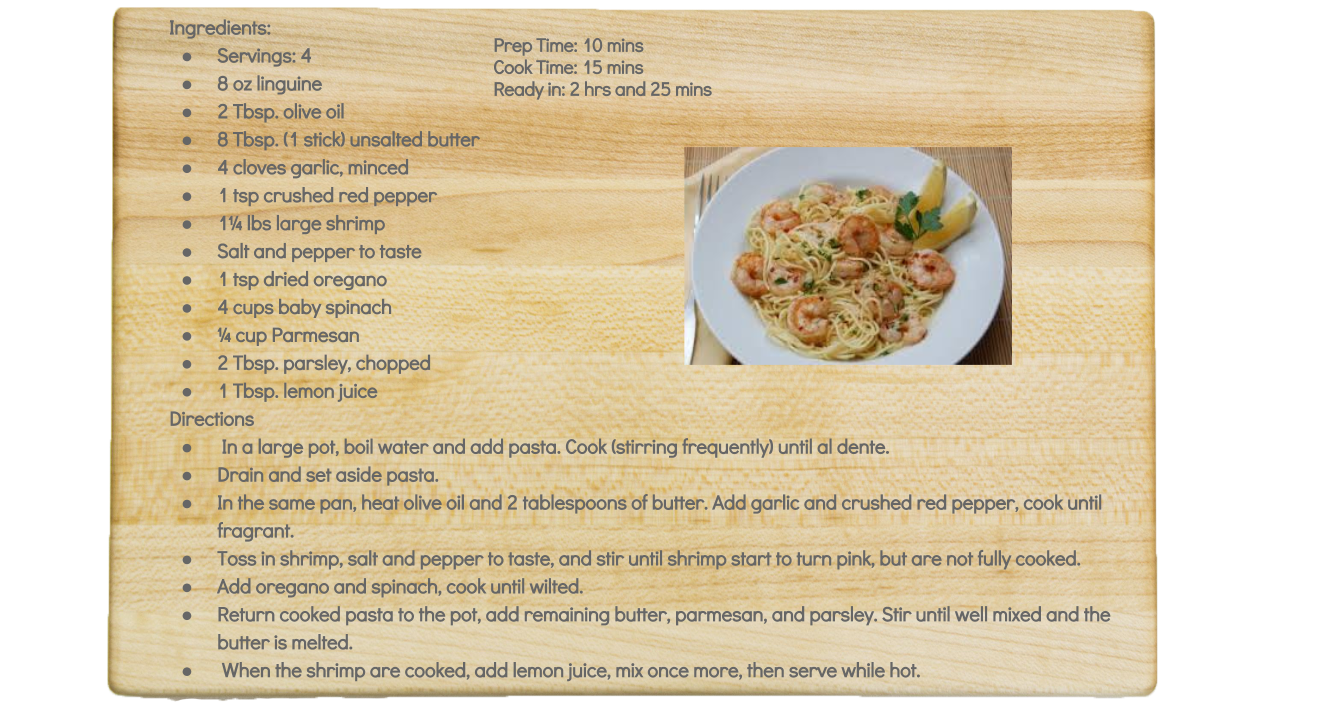 Ingredients:
● Servings: 4
● 8 oz linguine
● 2 Tbsp. olive oil
● 8 Tbsp. (1 stick) unsalted butter
● 4 cloves garlic, minced
● 1 tsp crushed red pepper
● 1¼ lbs large shrimp
● Salt and pepper to taste
● 1 tsp dried oregano
● 4 cups baby spinach
● ¼ cup Parmesan
● 2 Tbsp. parsley, chopped
● 1 Tbsp. lemon juice
Prep Time: 10 mins
Cook Time: 15 mins
Ready in: 2 hrs and 25 mins
Directions
● In a large pot, boil water and add pasta. Cook (stirring frequently) until al dente.
● Drain and set aside pasta.
● In the same pan, heat olive oil and 2 tablespoons of butter. Add garlic and crushed red pepper, cook until
fragrant.
● Toss in shrimp, salt and pepper to taste, and stir until shrimp start to turn pink, but are not fully cooked.
● Add oregano and spinach, cook until wilted.
● Return cooked pasta to the pot, add remaining butter, parmesan, and parsley. Stir until well mixed and the
butter is melted.
● When the shrimp are cooked, add lemon juice, mix once more, then serve while hot.